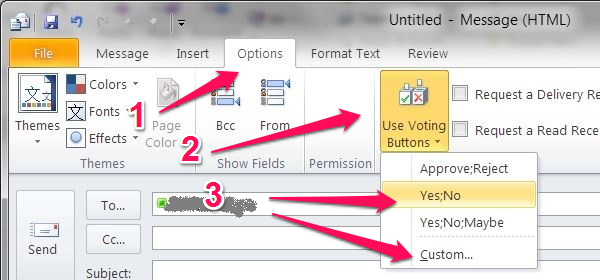 Untitled - Message (HTML)
File Message Insert Options Format Text Review
1
Themes
Colors
Fonts
Effects
Page Color
Themes
Bcc From
Show Fields
2
Permission
Use Voting Buttons
Request a Delivery Re
Request a Read Rece
Approve;Reject
Yes;No
Yes;No;Maybe
Custom...
3
Send
To...
Cc...
Subject: